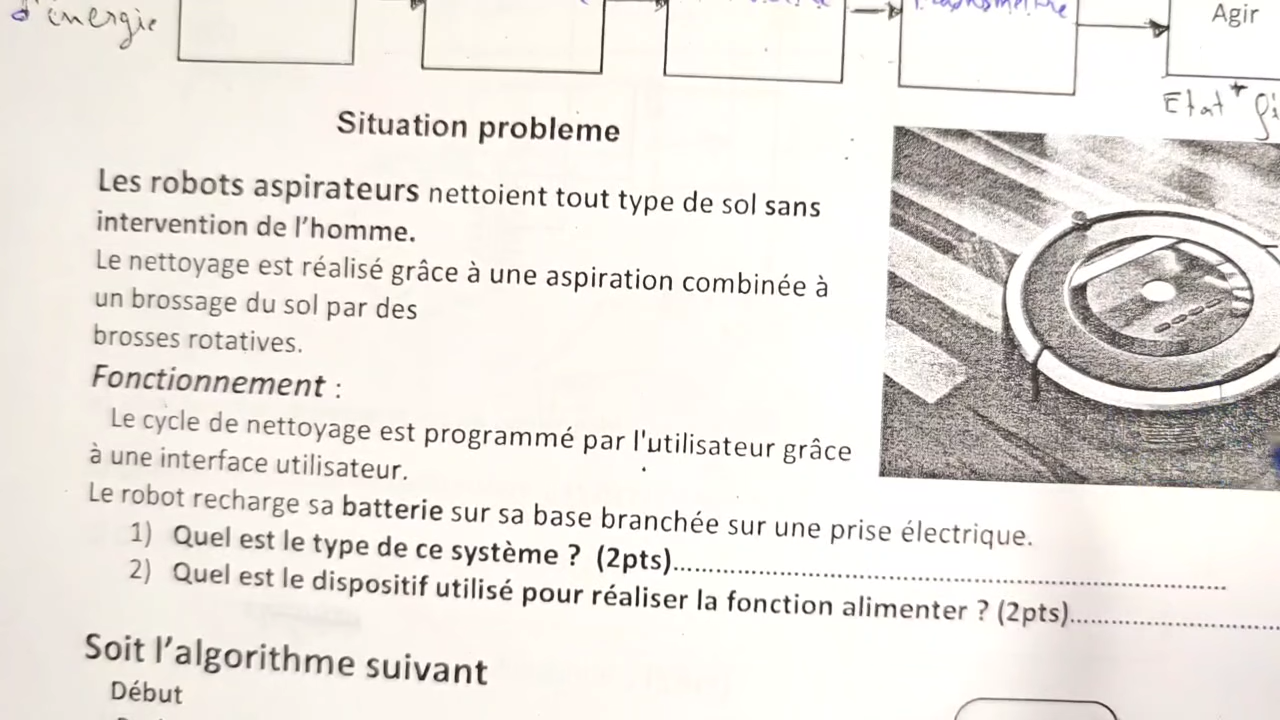 d'énergie
Agir
Etat
Situation probleme
Les robots aspirateurs nettoient tout type de sol sans
intervention de l'homme.
Le nettoyage est réalisé grâce à une aspiration combinée à
un brossage du sol par des
brosses rotatives.
Fonctionnement :
Le cycle de nettoyage est programmé par l'utilisateur grâce
à une interface utilisateur.
Le robot recharge sa batterie sur sa base branchée sur une prise électrique.
1) Quel est le type de ce système ? (2pts)..........
2) Quel est le dispositif utilisé pour réaliser la fonction alimenter ? (2pts)..........
Soit l'algorithme suivant
Début